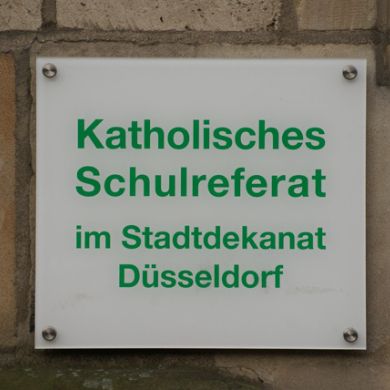 Katholisches
Schulreferat
im Stadtdekanat
Düsseldorf